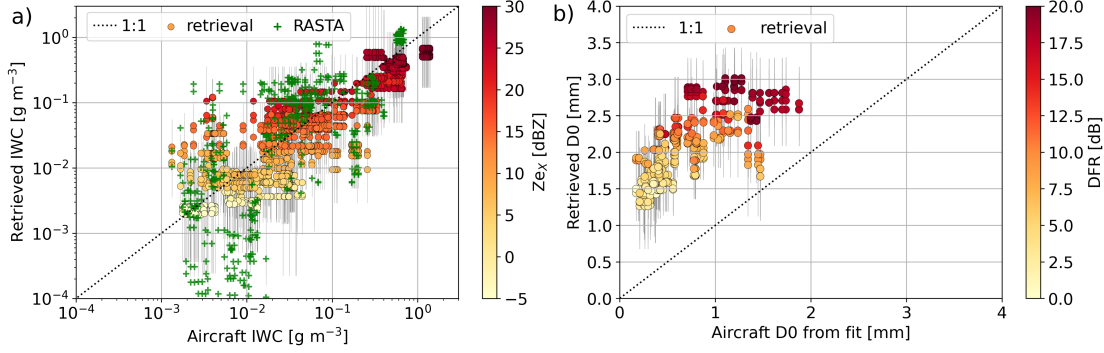 a)
1:1 retrieval RASTA
Retrieved IWC [g m⁻³]
10⁰
10⁻¹
10⁻²
10⁻³
10⁻⁴
10⁻⁴ 10⁻³ 10⁻² 10⁻¹ 10⁰
Aircraft IWC [g m⁻³]
30
25
20
15
10
5
0
−5
Zeₓ [dBZ]
b)
1:1 retrieval
Retrieved D0 [mm]
4.0
3.5
3.0
2.5
2.0
1.5
1.0
0.5
0.0
0 1 2 3 4
Aircraft D0 from fit [mm]
20.0
17.5
15.0
12.5
10.0
7.5
5.0
2.5
0.0
DFR [dB]